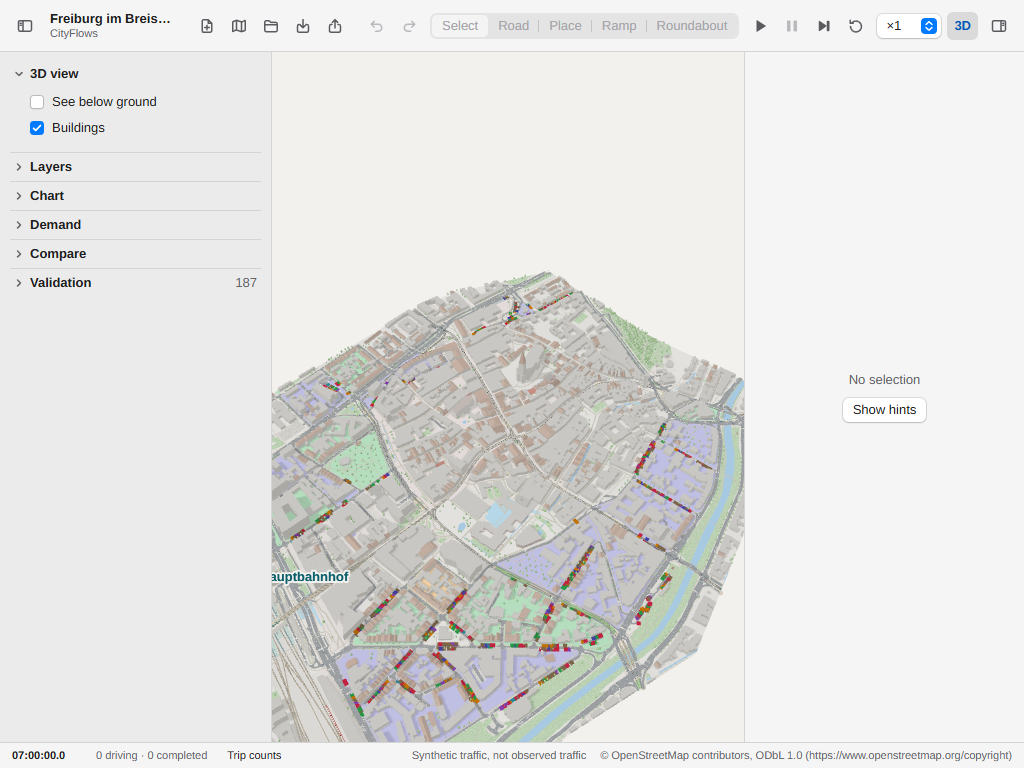 Freiburg im Breis…
CityFlows
Select
Road
Place
Ramp
Roundabout
×1
3D
3D view
See below ground
Buildings
Layers
Chart
Demand
Compare
Validation
187
auptbahnhof
No selection
Show hints
07:00:00.0
0 driving · 0 completed
Trip counts
Synthetic traffic, not observed traffic
© OpenStreetMap contributors, ODbL 1.0 (https://www.openstreetmap.org/copyright)